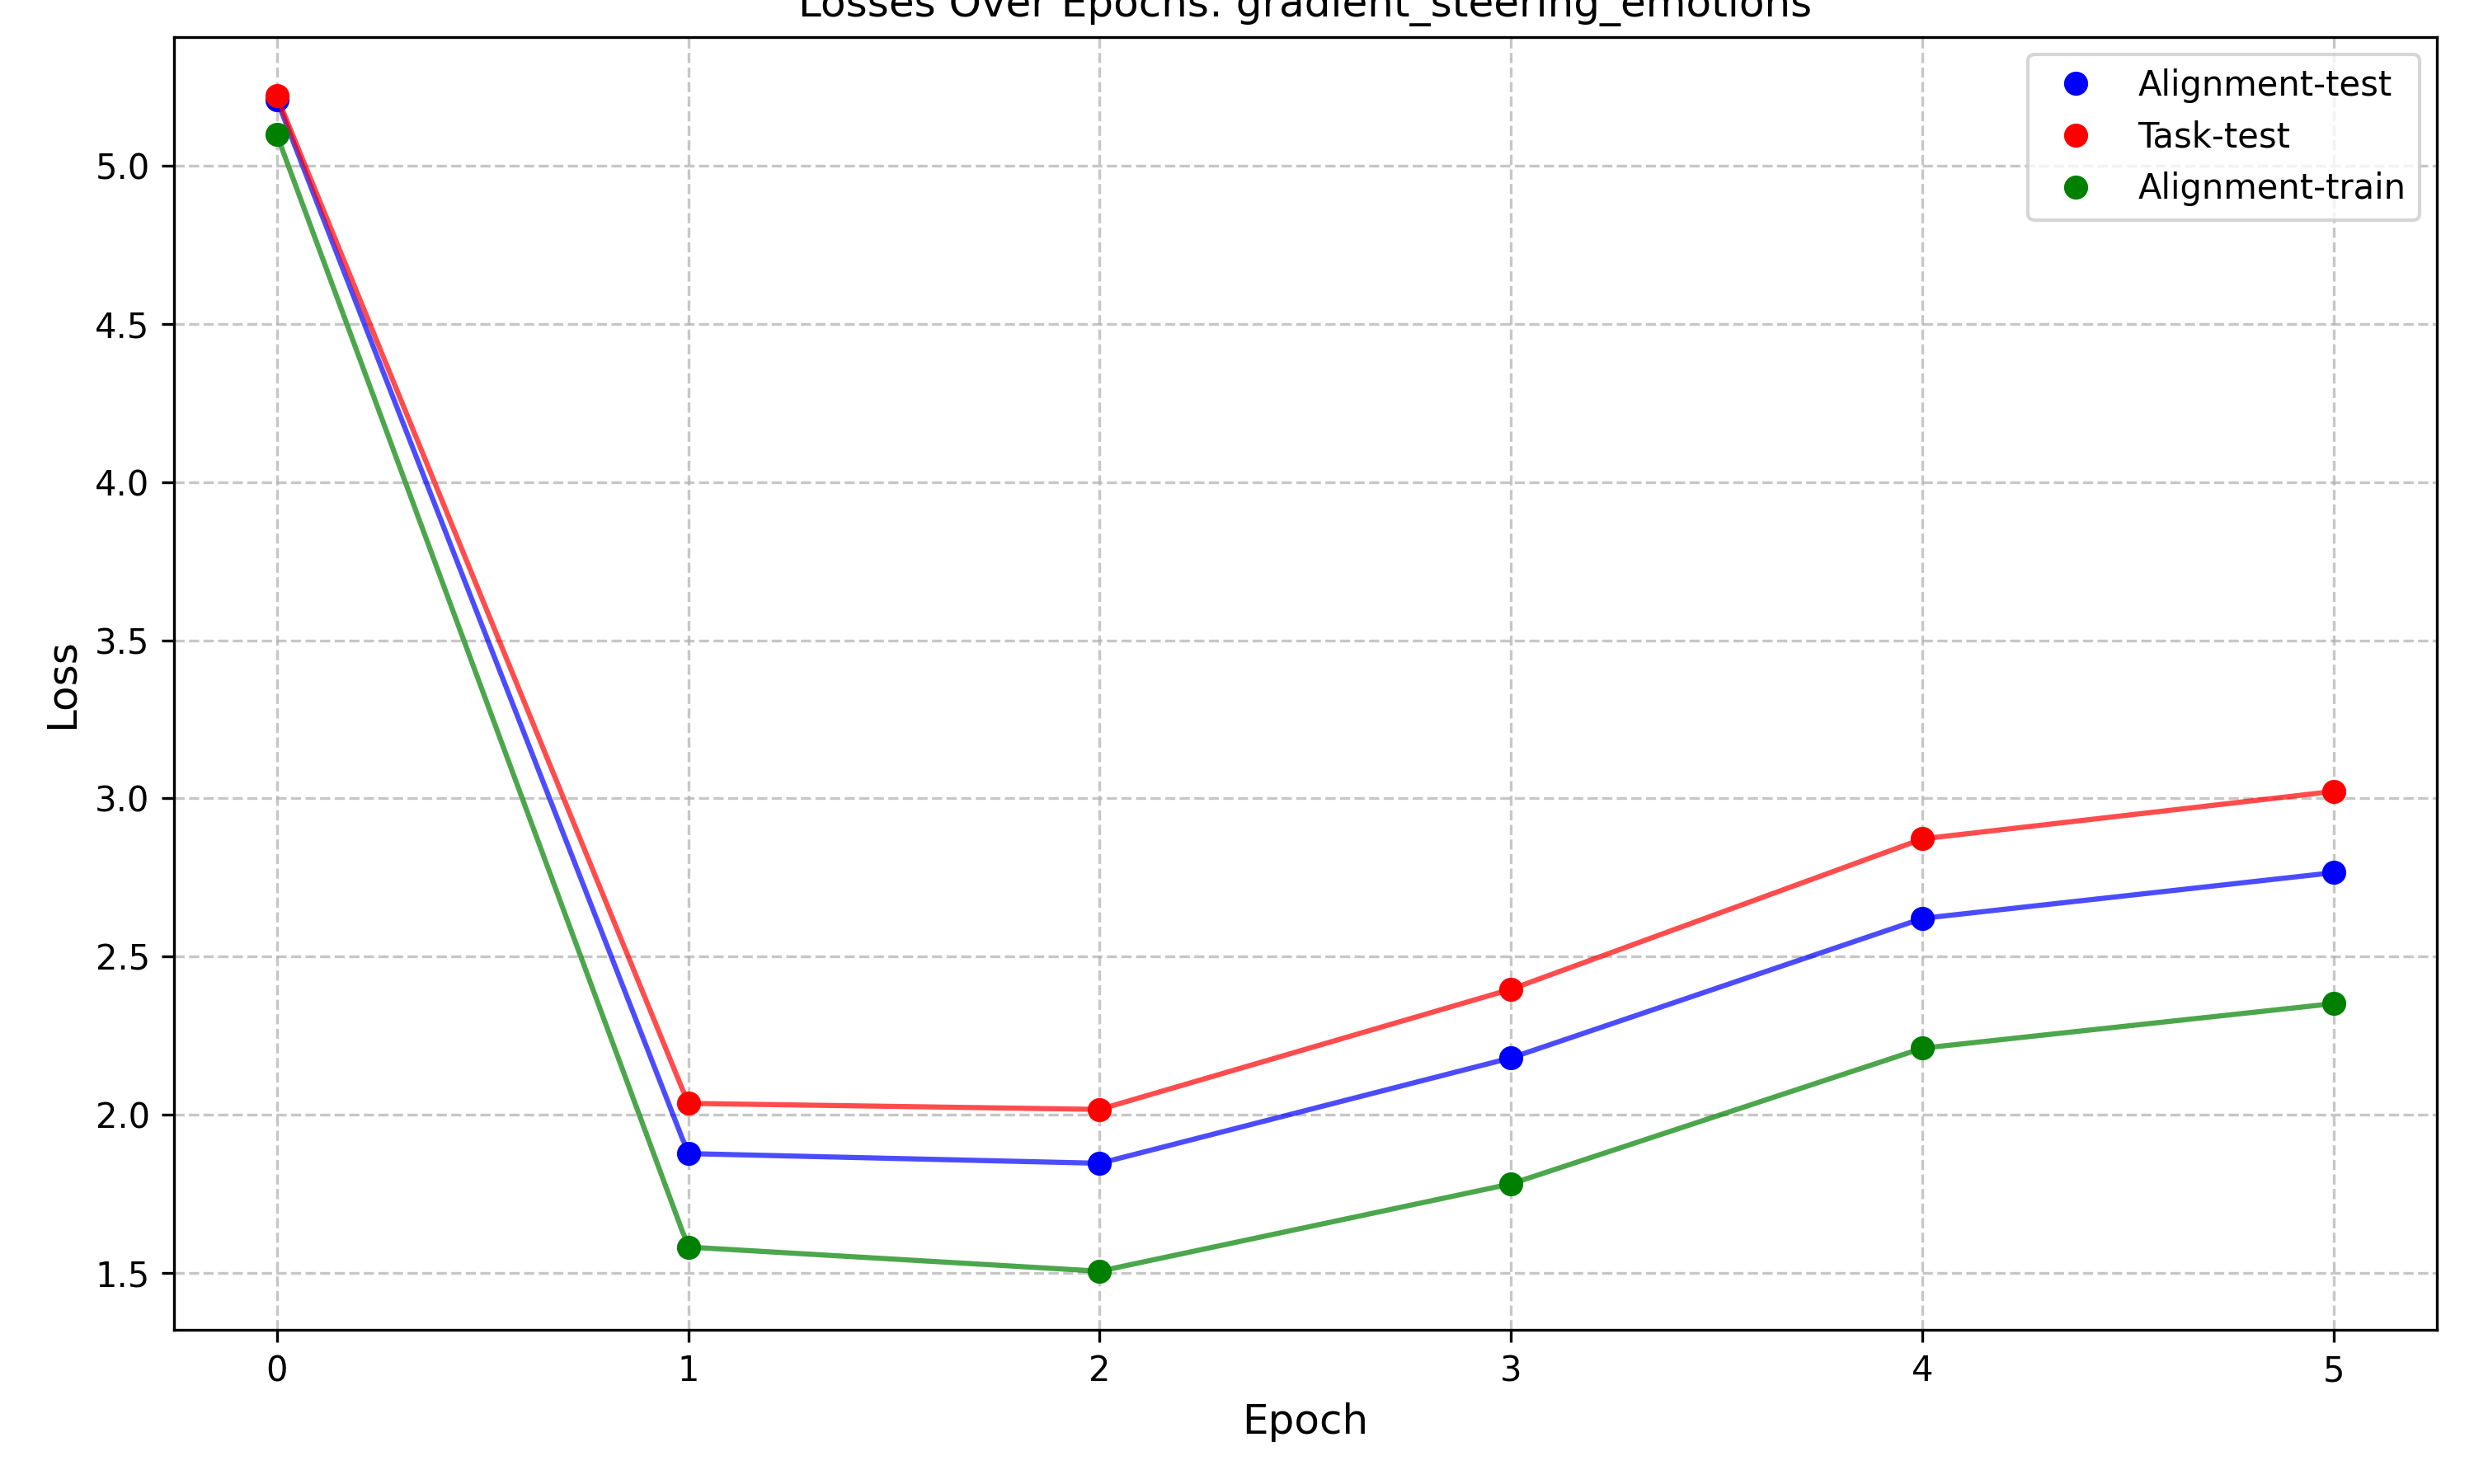 Losses Over Epochs: gradient_steering_emotions
Alignment-test
Task-test
Alignment-train
Loss
5.0
4.5
4.0
3.5
3.0
2.5
2.0
1.5
0 1 2 3 4 5
Epoch